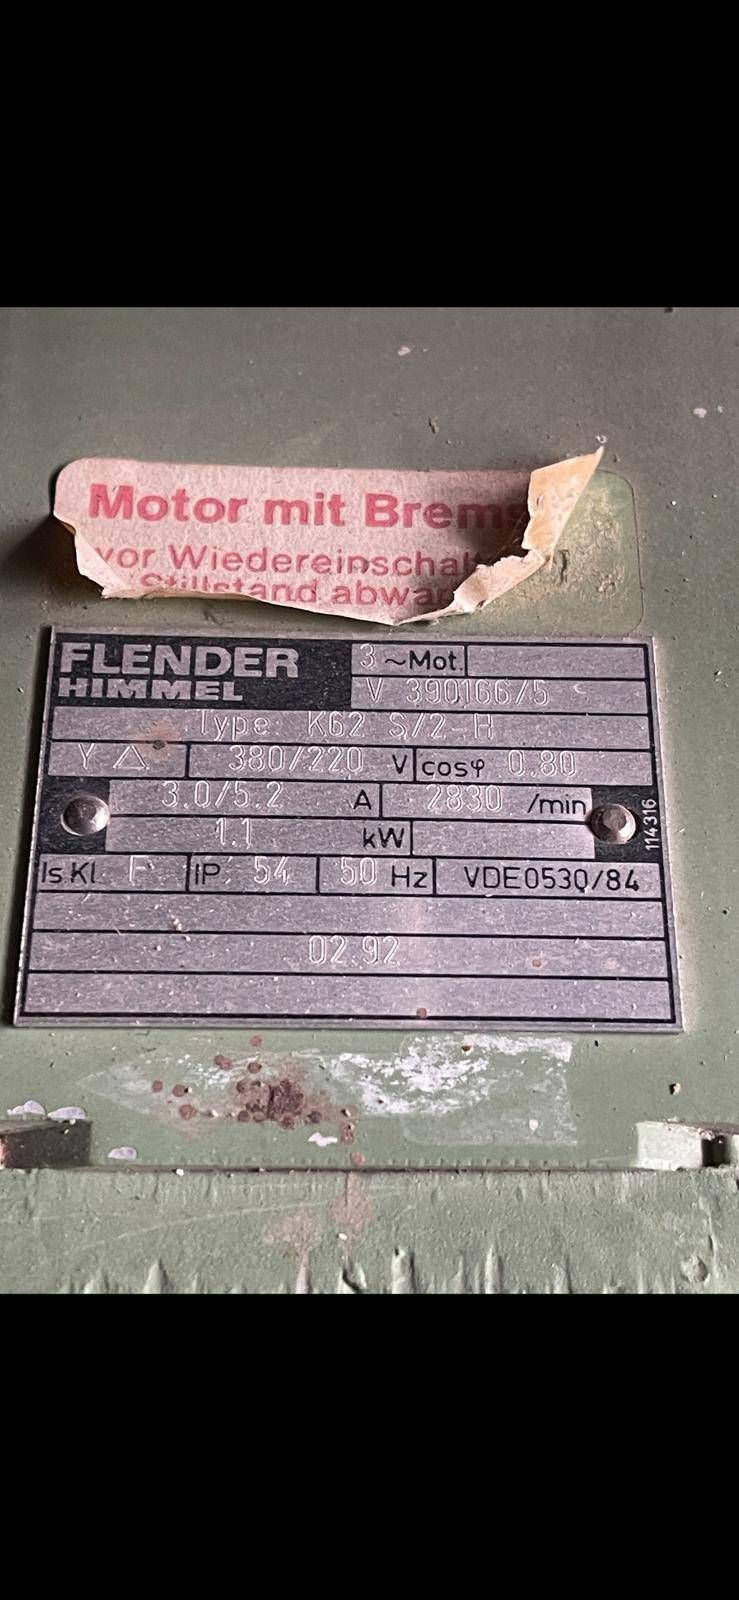 Motor mit Brems
vor Wiedereinschalt
Stillstand abwar
FLENDER
HIMMEL
3 ~Mot.
V 390166/5
Type: K62 S/2-H
Y △ 380/220 V cosφ 0.80
3.0/5.2 A 2830 /min
1.1 kW
114316
Is Kl. F IP 54 50 Hz VDE0530/84
02.92